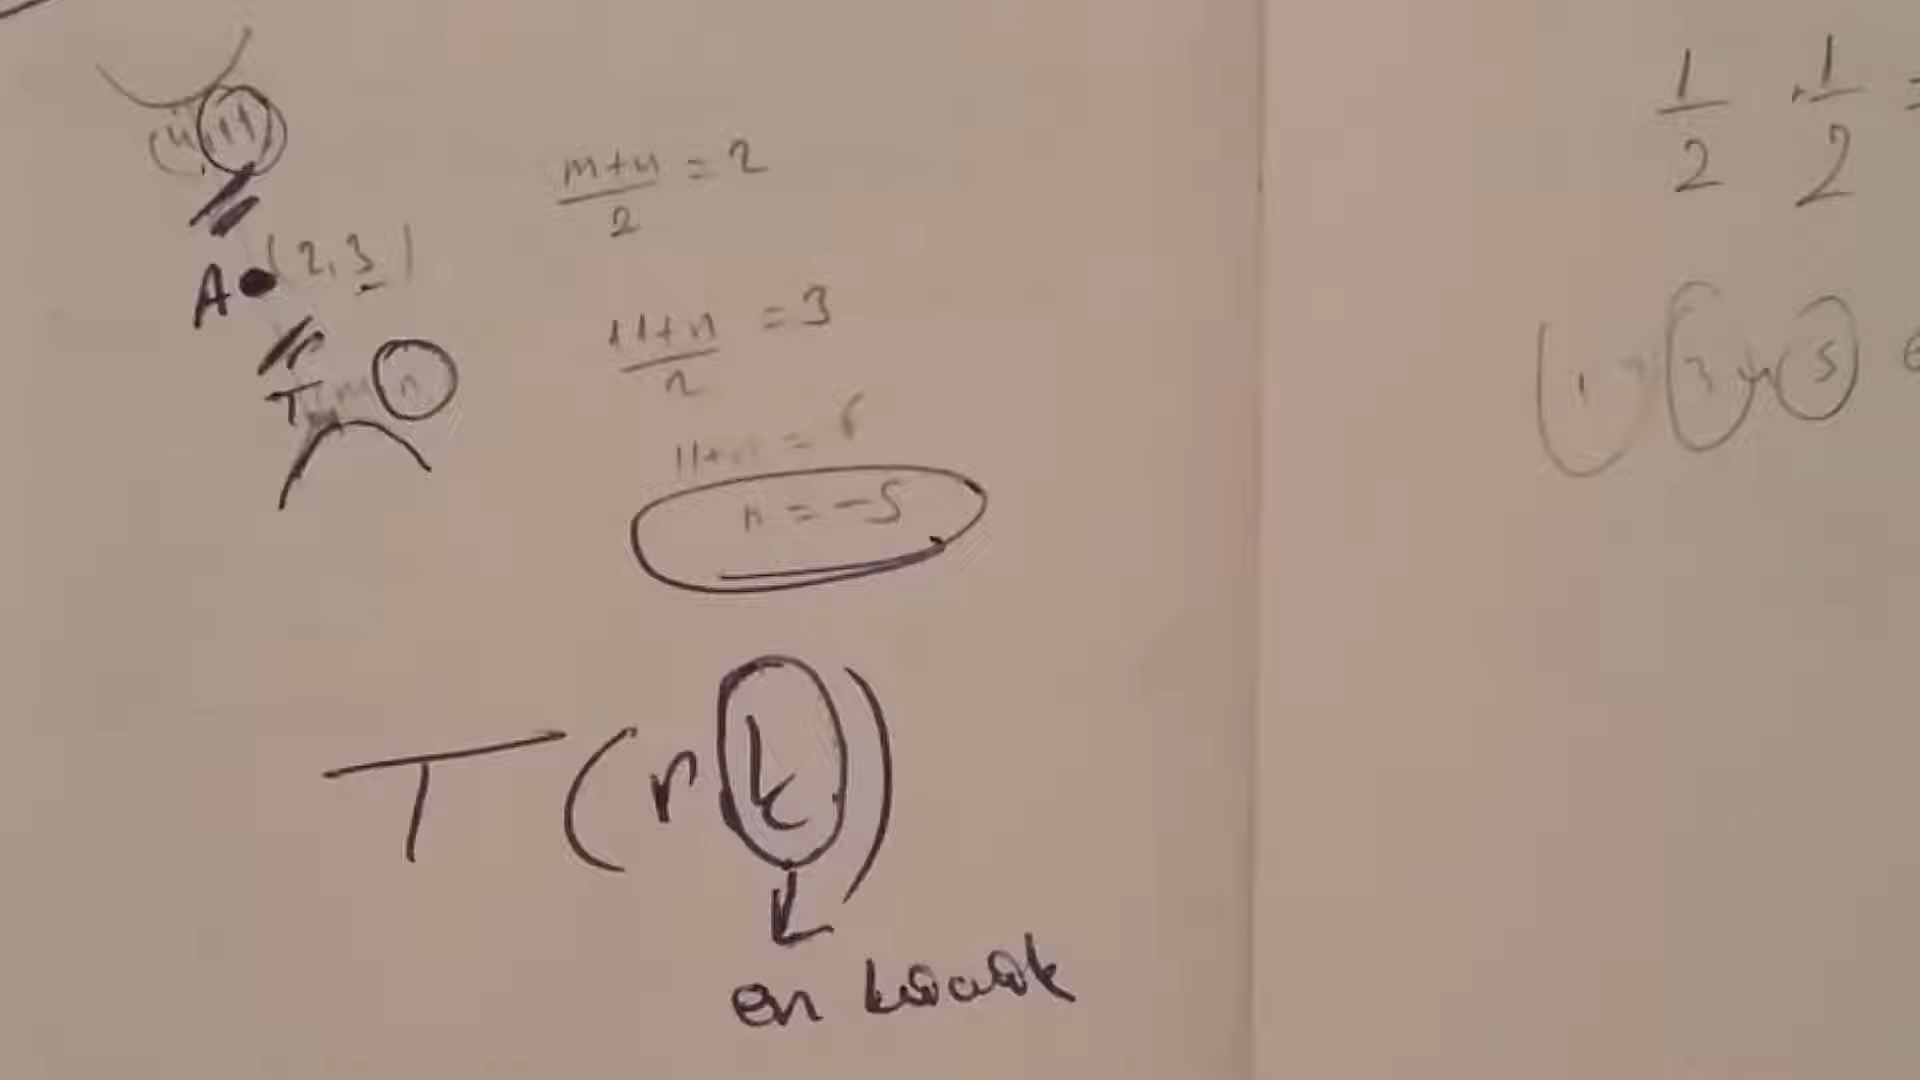 (4, 11)
A (2, 3)
T m n
m+4/2 = 2
11+n/2 = 3
11+n = 6
n = -5
T(r k)
en küçük
1/2 . 1/2 =
1 3 5